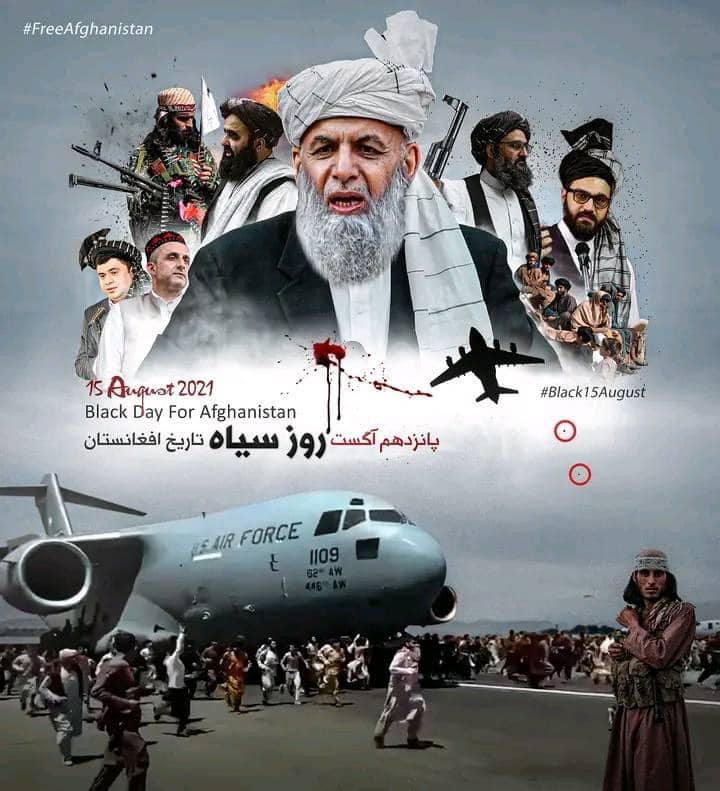 #FreeAfghanistan
15 August 2021
Black Day For Afghanistan
#Black15August
پانزدهم آگست روز سیاه تاریخ افغانستان
U.S. AIR FORCE
1109
62ND AW
446TH AW